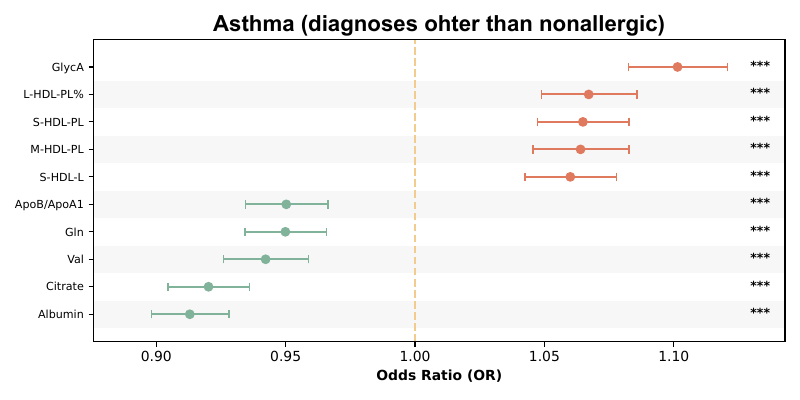 Asthma (diagnoses ohter than nonallergic)
GlycA ***
L-HDL-PL% ***
S-HDL-PL ***
M-HDL-PL ***
S-HDL-L ***
ApoB/ApoA1 ***
Gln ***
Val ***
Citrate ***
Albumin ***
0.90 0.95 1.00 1.05 1.10
Odds Ratio (OR)